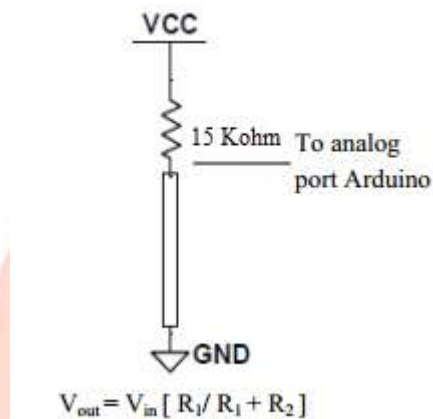 VCC
15 Kohm To analog
port Arduino
GND
Vout = Vin [ R1/ R1 + R2 ]